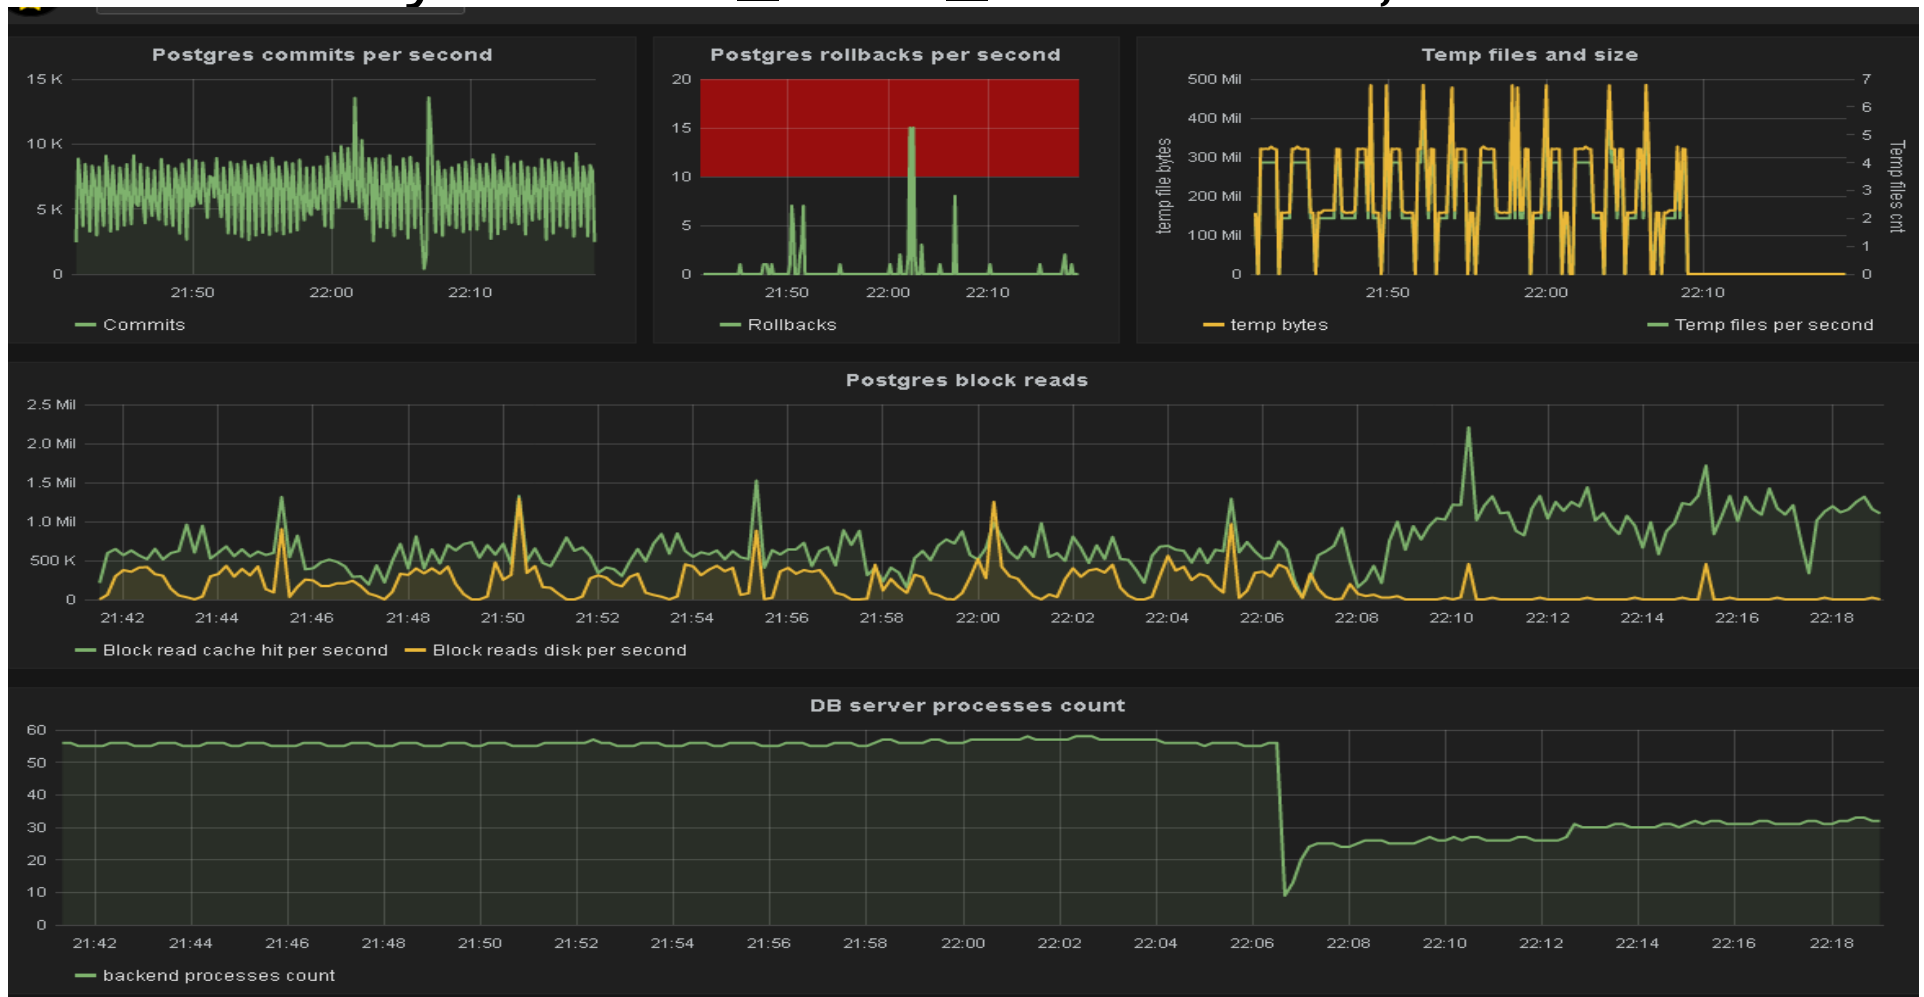 Postgres commits per second
15 K
10 K
5 K
0
21:50 22:00 22:10
Commits
Postgres rollbacks per second
20
15
10
5
0
21:50 22:00 22:10
Rollbacks
Temp files and size
500 Mil
400 Mil
300 Mil
200 Mil
100 Mil
0
temp file bytes
7
6
5
4
3
2
1
0
Temp files cnt
21:50 22:00 22:10
temp bytes Temp files per second
Postgres block reads
2.5 Mil
2.0 Mil
1.5 Mil
1.0 Mil
500 K
0
21:42 21:44 21:46 21:48 21:50 21:52 21:54 21:56 21:58 22:00 22:02 22:04 22:06 22:08 22:10 22:12 22:14 22:16 22:18
Block read cache hit per second Block reads disk per second
DB server processes count
60
50
40
30
20
10
0
21:42 21:44 21:46 21:48 21:50 21:52 21:54 21:56 21:58 22:00 22:02 22:04 22:06 22:08 22:10 22:12 22:14 22:16 22:18
backend processes count